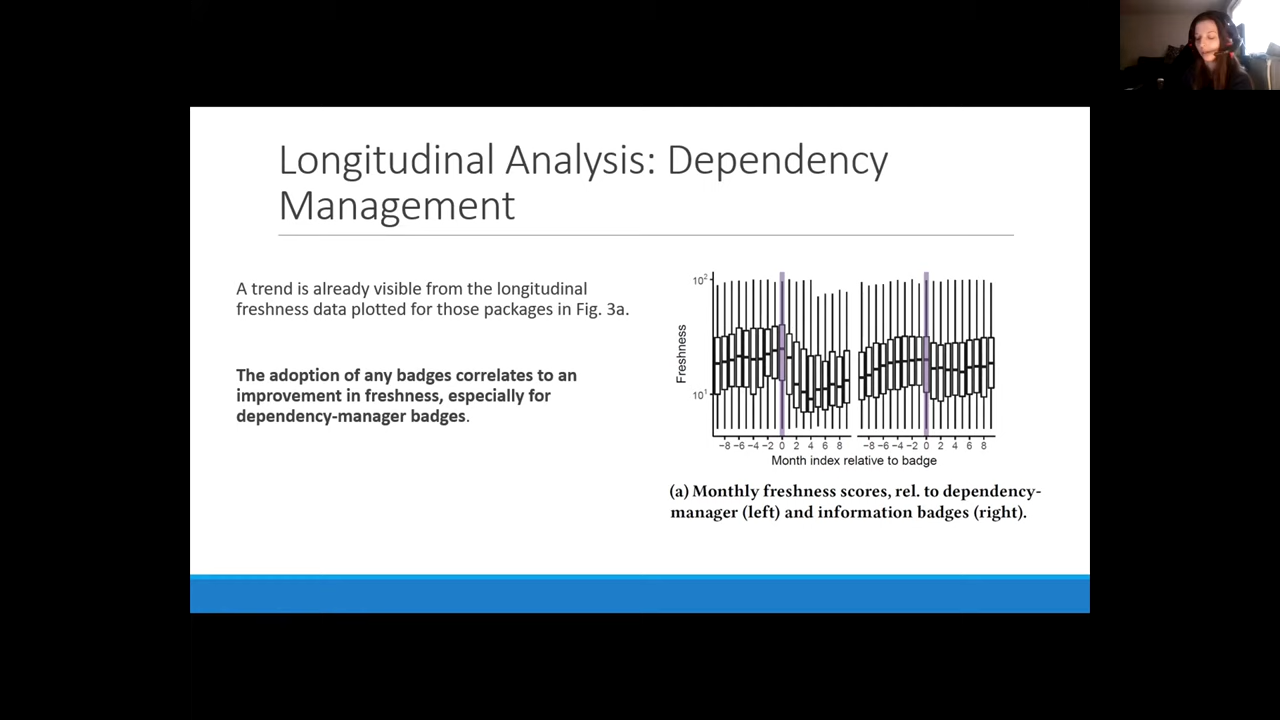 Longitudinal Analysis: Dependency
Management
A trend is already visible from the longitudinal
freshness data plotted for those packages in Fig. 3a.
The adoption of any badges correlates to an
improvement in freshness, especially for
dependency-manager badges.
Freshness
10²
10¹
−8 −6 −4 −2 0 2 4 6 8 −8 −6 −4 −2 0 2 4 6 8
Month index relative to badge
(a) Monthly freshness scores, rel. to dependency-
manager (left) and information badges (right).